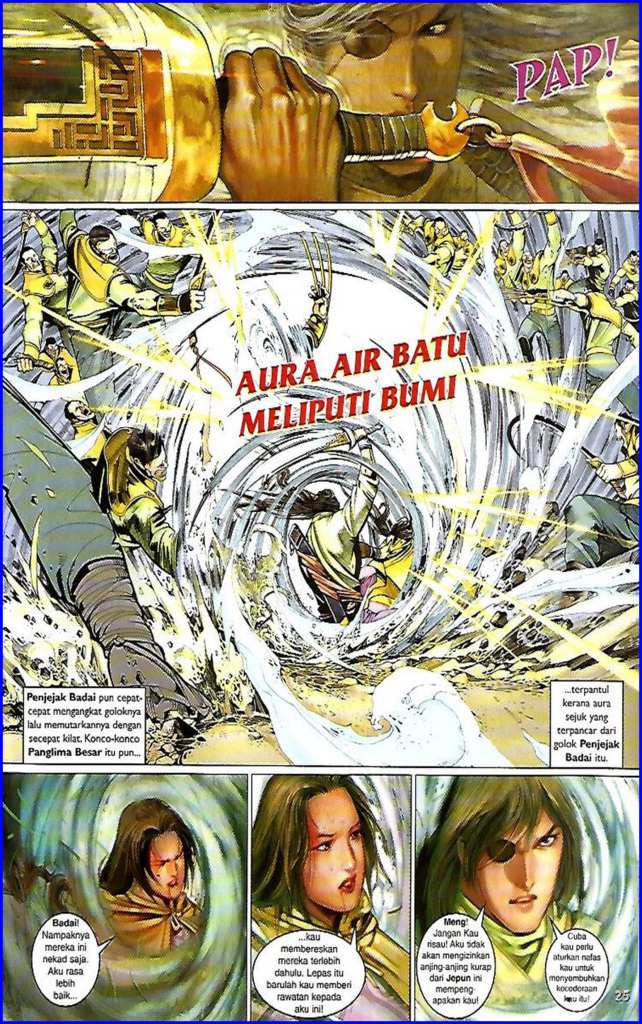 PAP!
AURA AIR BATU
MELIPUTI BUMI
Penjejak Badai pun cepat-
cepat mengangkat goloknya
lalu memutarkannya dengan
secepat kilat. Konco-konco
Panglima Besar itu pun...
...terpantul
kerana aura
sejuk yang
terpancar dari
golok Penjejak
Badai itu.
Badai!
Nampaknya
mereka ini
nekad saja.
Aku rasa
lebih
baik...
...kau
membereskan
mereka terlebih
dahulu. Lepas itu
barulah kau memberi
rawatan kepada
aku ini!
Meng!
Jangan Kau
risau! Aku tidak
akan mengizinkan
anjing-anjing kurap
dari Jepun ini
mempeng-
apakan kau!
Cuba
kau perlu
aturkan nafas
kau untuk
menyembuhkan
kecederaan
kau itu!
25